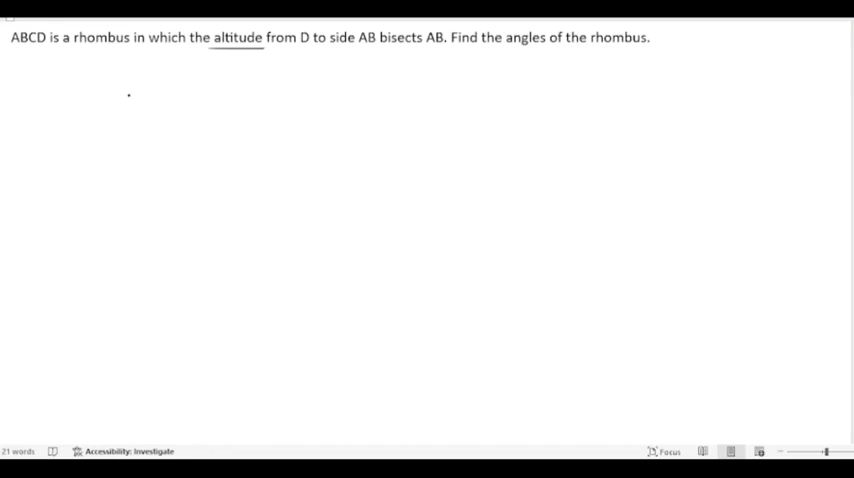 ABCD is a rhombus in which the altitude from D to side AB bisects AB. Find the angles of the rhombus.
21 words Accessibility: Investigate Focus